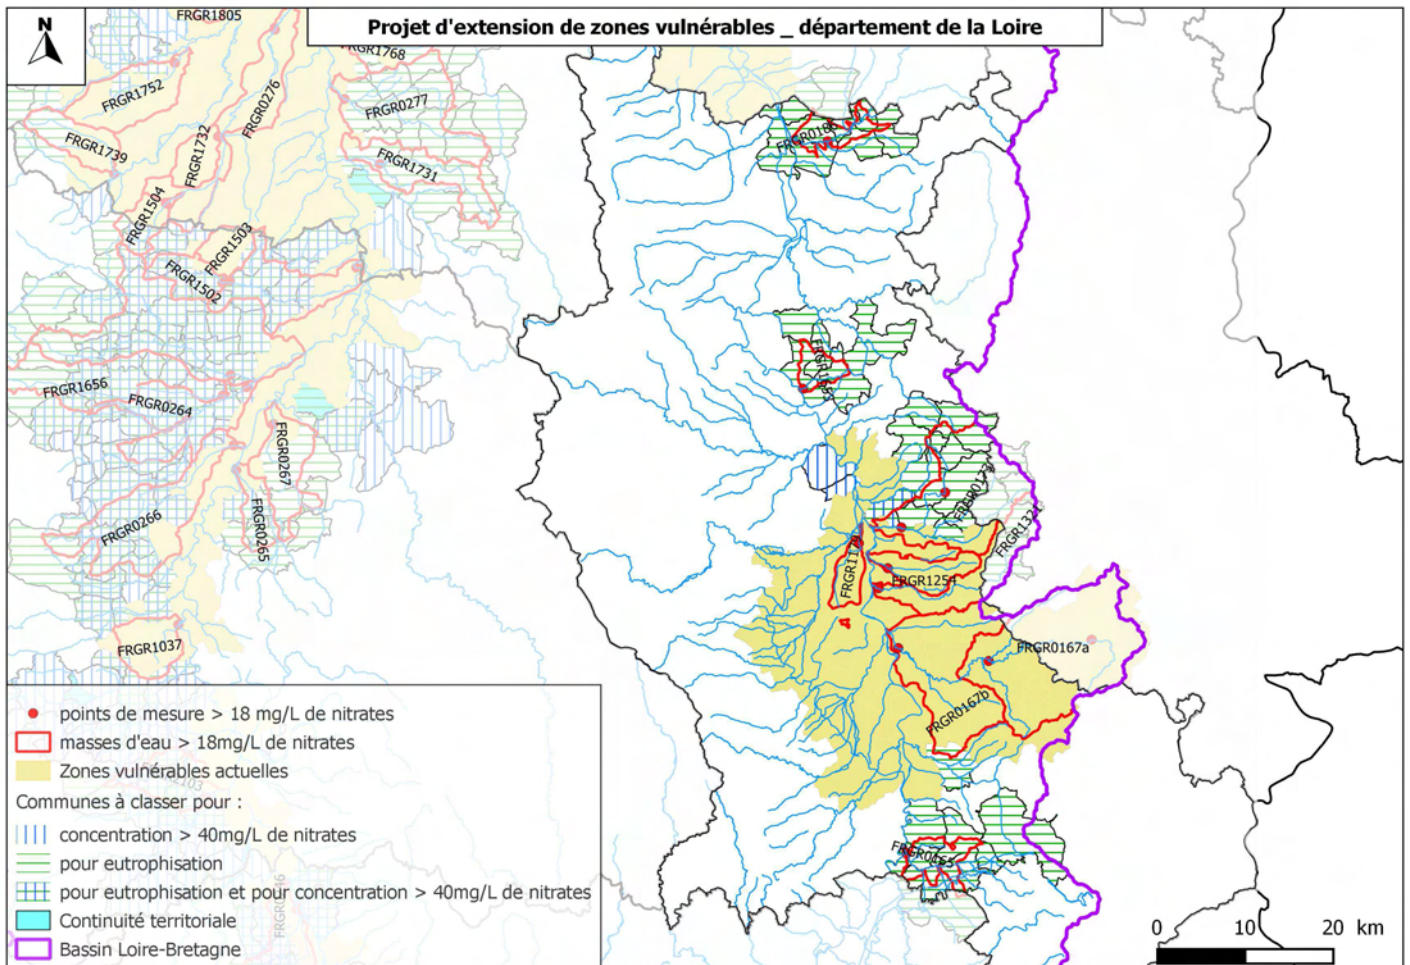 Projet d'extension de zones vulnérables _ département de la Loire
N
FRGR1805
FRGR1768
FRGR1752
FRGR0276
FRGR0277
FRGR0186
FRGR1739
FRGR1732
FRGR1731
FRGR1504
FRGR1503
FRGR1502
FRGR1656
FRGR0264
FRGR0267
FRGR0173
FRGR0266
FRGR0265
FRGR1324
FRGR1254
FRGR1037
FRGR0167a
FRGR0167b
FRGR0165
points de mesure > 18 mg/L de nitrates
masses d'eau > 18mg/L de nitrates
Zones vulnérables actuelles
Communes à classer pour :
concentration > 40mg/L de nitrates
pour eutrophisation
pour eutrophisation et pour concentration > 40mg/L de nitrates
Continuité territoriale
Bassin Loire-Bretagne
0 10 20 km